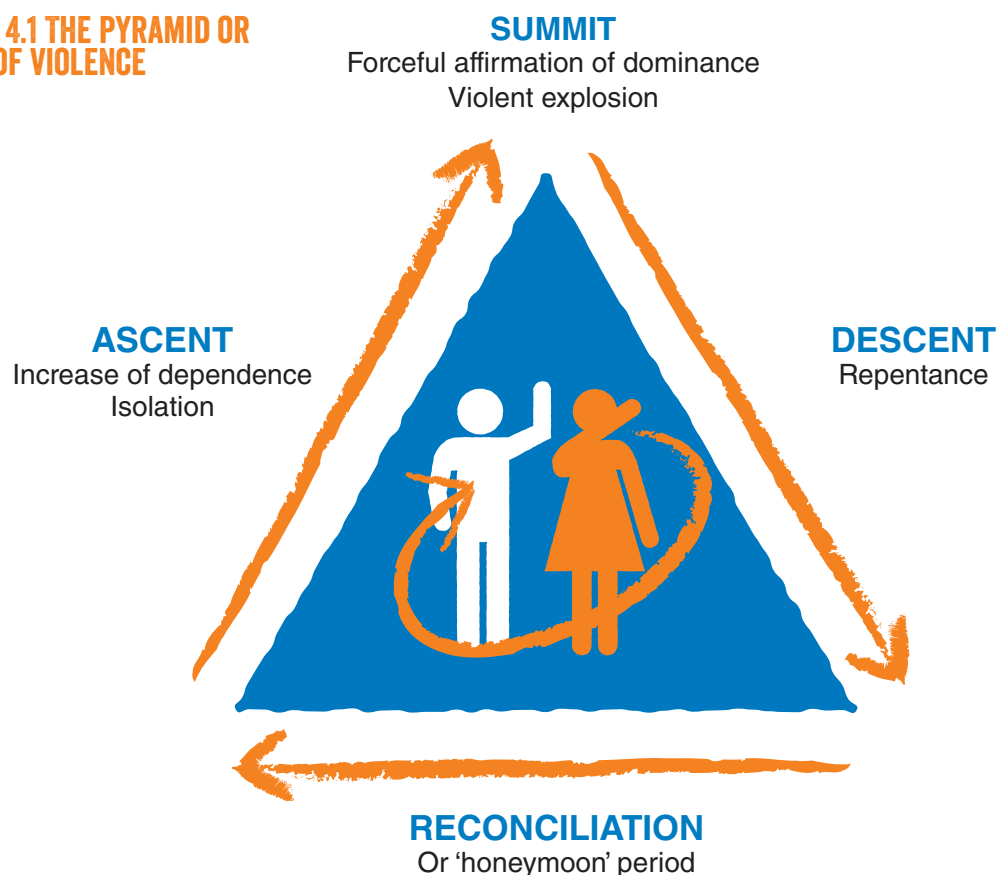 4.1 THE PYRAMID OR
OF VIOLENCE
SUMMIT
Forceful affirmation of dominance
Violent explosion
ASCENT
Increase of dependence
Isolation
DESCENT
Repentance
RECONCILIATION
Or ‘honeymoon’ period